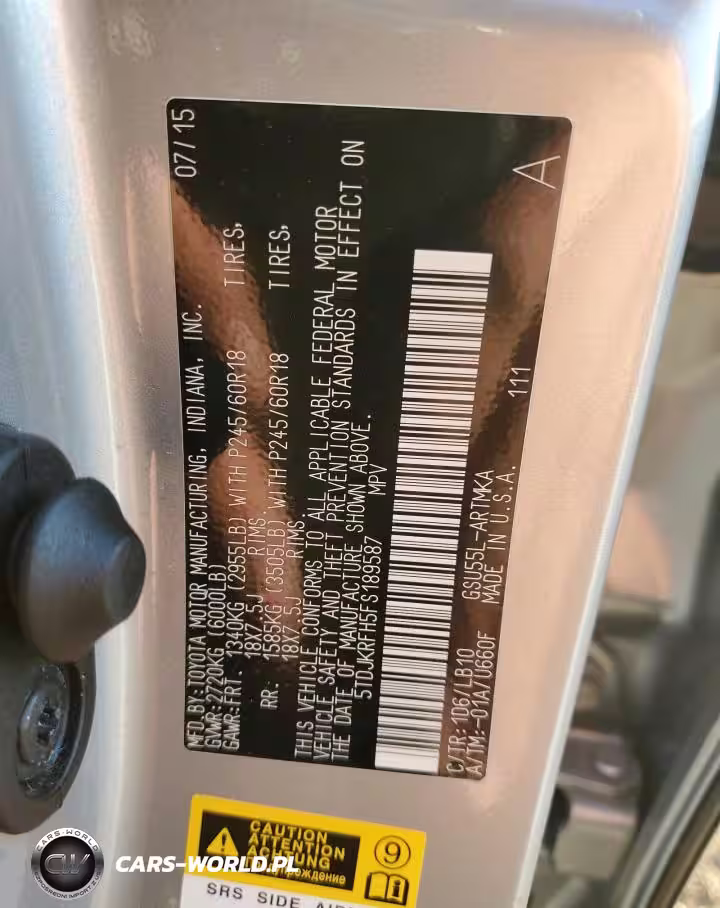 MFD.BY:TOYOTA MOTOR MANUFACTURING, INDIANA, INC. 07/15
GVWR:2720KG (6000LB)
GAWR:FRT. 1340KG (2955LB) WITH P245/60R18 TIRES,
18X7.5J RIMS,
RR: 1585KG (3505LB) WITH P245/60R18 TIRES,
18X7.5J RIMS.
THIS VEHICLE CONFORMS TO ALL APPLICABLE FEDERAL MOTOR
VEHICLE SAFETY AND THEFT PREVENTION STANDARDS IN EFFECT ON
THE DATE OF MANUFACTURE SHOWN ABOVE.
5TDJKRFH5FS189587 MPV
C/TR:1D6/LB10 GSU55L-ARTMKA 111 A
A/TM:-01A/U660F MADE IN U.S.A.
CAUTION
ATTENTION
ACHTUNG
9
SRS SIDE
CARS-WORLD
CW
CARS-WORLD.PL